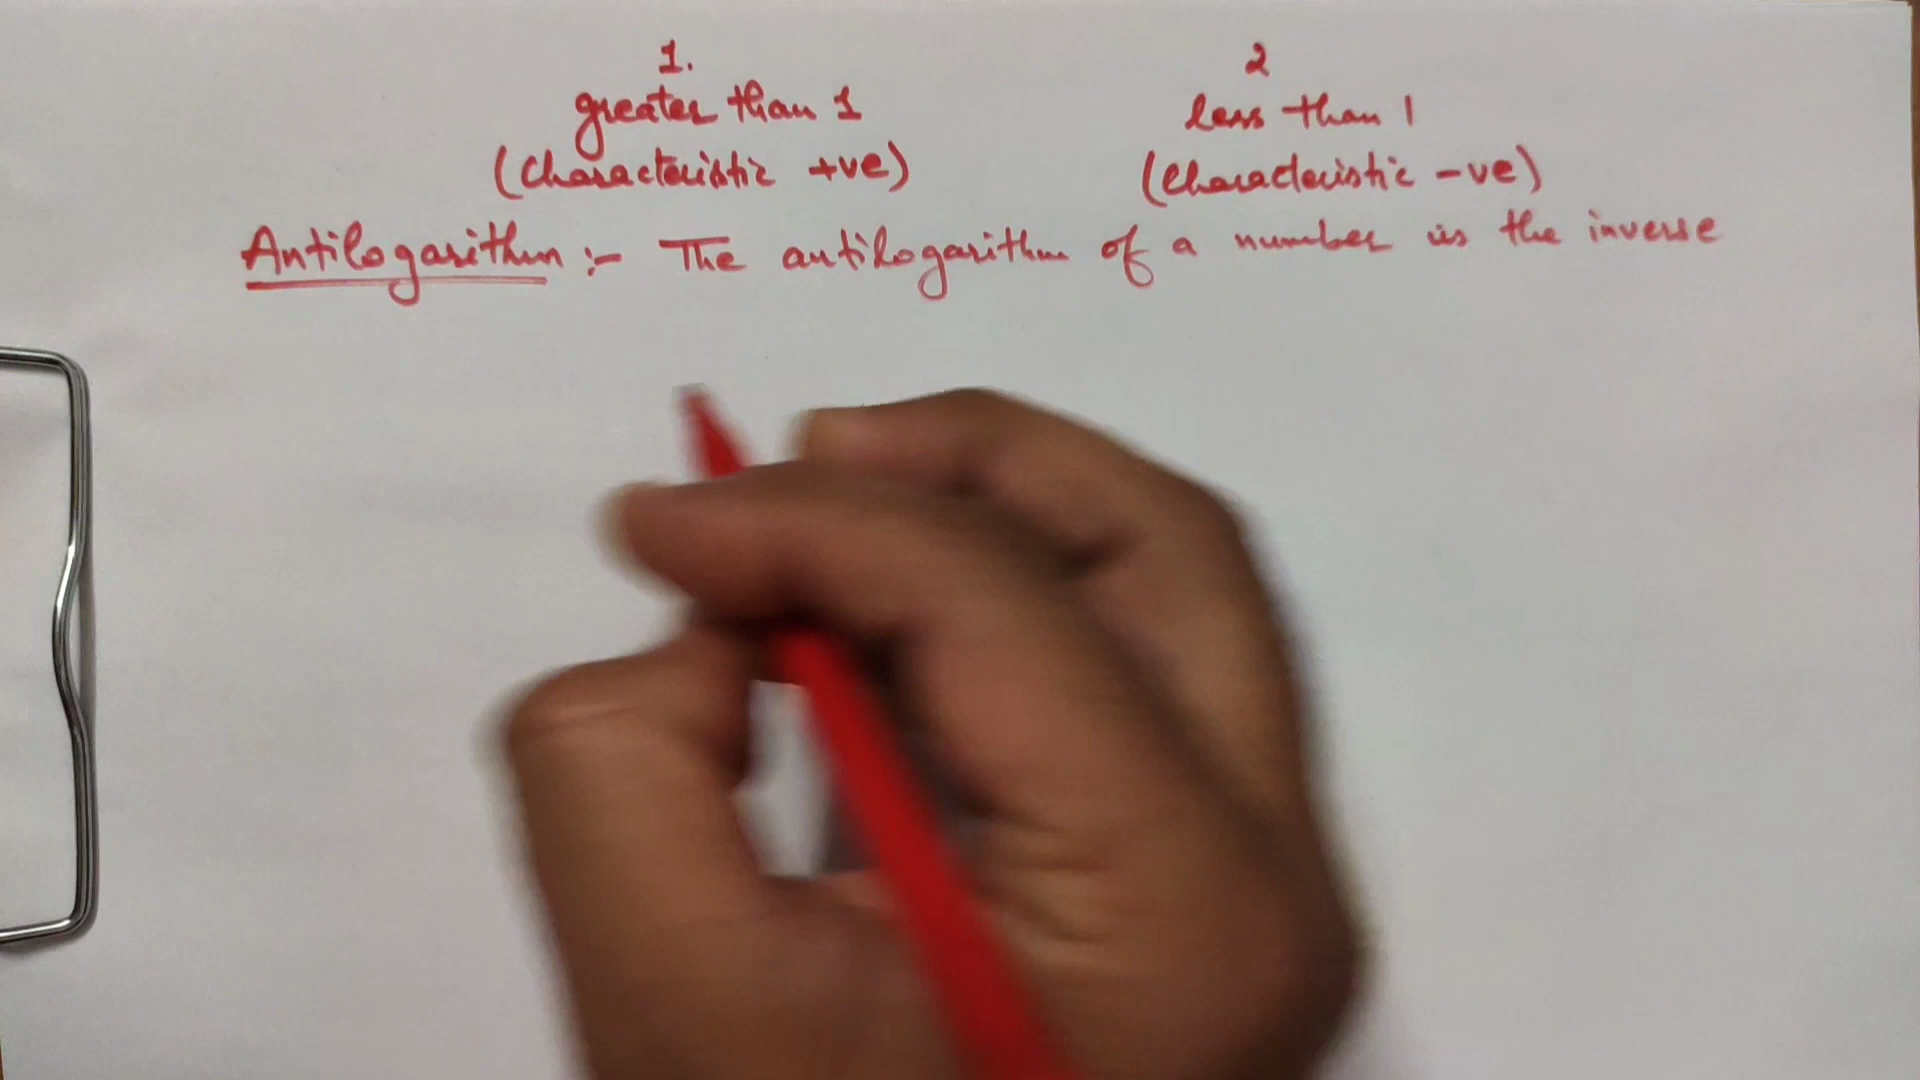 1. 2
greater than 1 less than 1
(Characteristic +ve) (Characteristic -ve)
Antilogarithm :- The antilogarithm of a number is the inverse